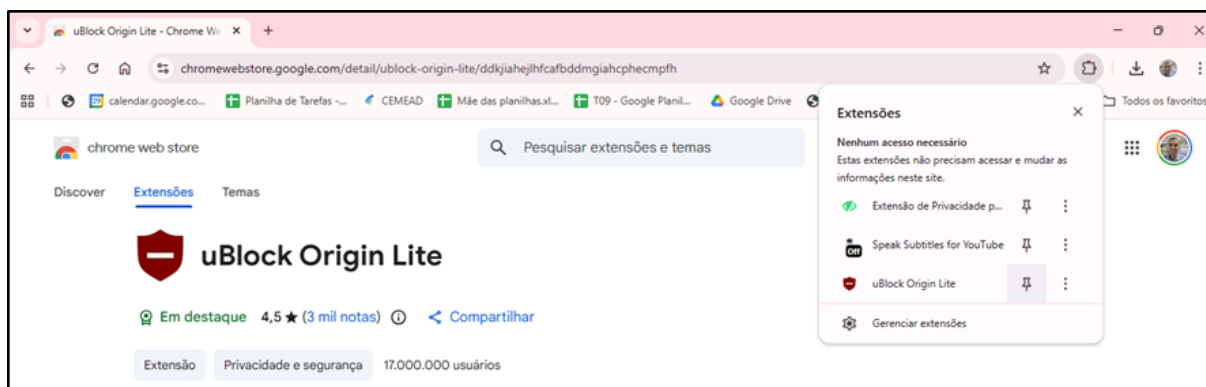 uBlock Origin Lite - Chrome We
chromewebstore.google.com/detail/ublock-origin-lite/ddkjiahejlhfcafbddmgiahcphecmpfh
calendar.google.co... Planilha de Tarefas -... CEMEAD Mãe das planilhas.xl... T09 - Google Planil... Google Drive Todos os favoritos
chrome web store
Pesquisar extensões e temas
Discover Extensões Temas
uBlock Origin Lite
Em destaque 4,5 ★ (3 mil notas) Compartilhar
Extensão Privacidade e segurança 17.000.000 usuários
Extensões
Nenhum acesso necessário
Estas extensões não precisam acessar e mudar as
informações neste site.
Extensão de Privacidade p...
off Speak Subtitles for YouTube
uBlock Origin Lite
Gerenciar extensões